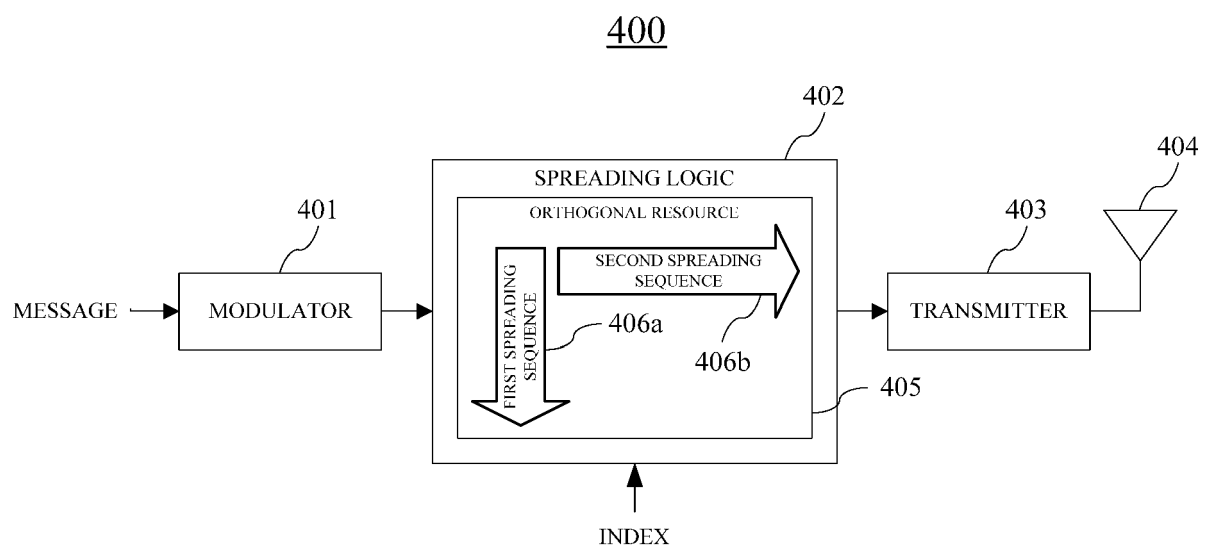 400
402
404
SPREADING LOGIC
401
ORTHOGONAL RESOURCE
403
SECOND SPREADING
SEQUENCE
MESSAGE
MODULATOR
FIRST SPREADING
SEQUENCE
406a
406b
TRANSMITTER
405
INDEX